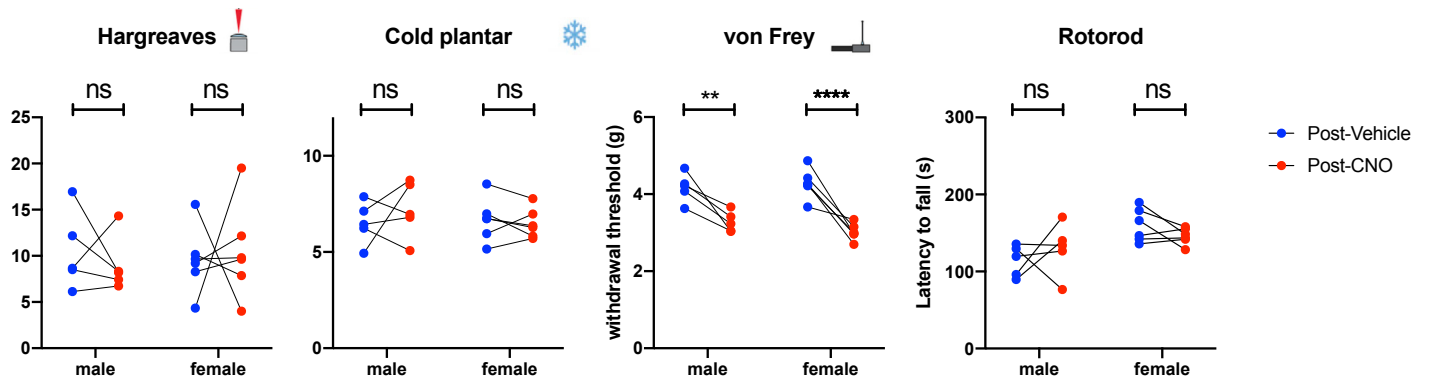 Hargreaves
ns
ns
25
20
15
10
5
0
male
female
Cold plantar
ns
ns
10
5
0
male
female
von Frey
**
****
withdrawal threshold (g)
6
4
2
0
male
female
Rotorod
ns
ns
Latency to fall (s)
300
200
100
0
male
female
Post-Vehicle
Post-CNO